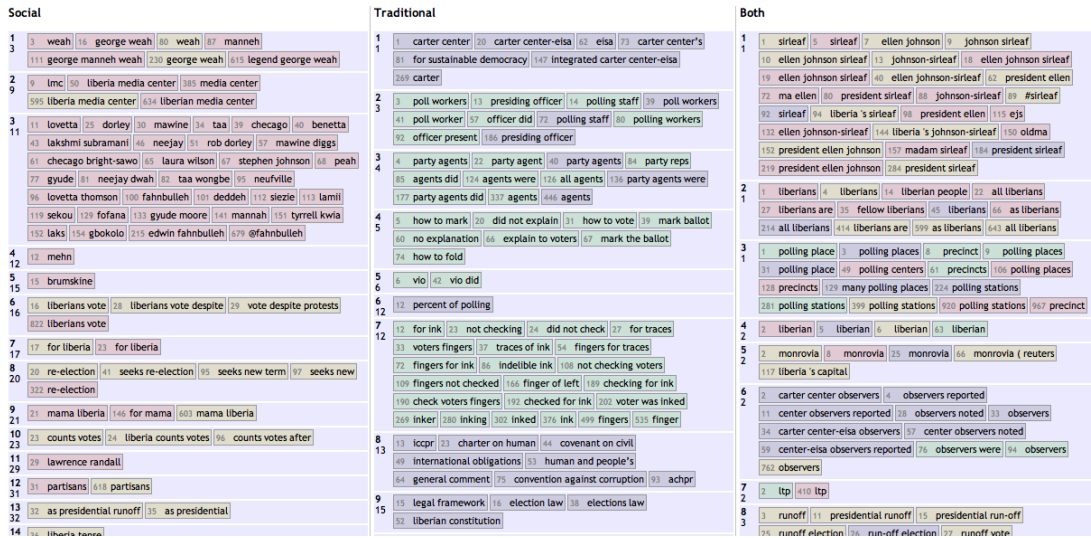 Social
1 3 weah 16 george weah 80 weah 87 manneh
3 111 george manneh weah 230 george weah 615 legend george weah
2 9 lmc 50 liberia media center 385 media center
9 595 liberia media center 634 liberian media center
3 11 lovetta 25 dorley 30 mawine 34 taa 39 checago 40 benetta
11 43 lakshmi subramani 46 neejay 51 rob dorley 57 mawine diggs
61 checago bright-sawo 65 laura wilson 67 stephen johnson 68 peah
77 gyude 81 neejay dwah 82 taa wongbe 95 neufville
96 lovetta thomson 100 fahnbulleh 101 deddeh 112 siezie 113 lamii
119 sekou 129 fofana 133 gyude moore 141 mannah 151 tyrrell kwia
152 laks 154 gbokolo 215 edwin fahnbulleh 679 @fahnbulleh
4 12 mehn
12
5 15 brumskine
15
6 16 liberians vote 28 liberians vote despite 29 vote despite protests
16 822 liberians vote
7 17 for liberia 23 for liberia
17
8 20 re-election 41 seeks re-election 95 seeks new term 97 seeks new
20 322 re-election
9 21 mama liberia 146 for mama 603 mama liberia
21
10 23 counts votes 24 liberia counts votes 96 counts votes after
23
11 29 lawrence randall
29
12 31 partisans 618 partisans
31
13 32 as presidential runoff 35 as presidential
32
14 36 liberia tense
Traditional
1 1 carter center 20 carter center-eisa 62 eisa 73 carter center's
1 81 for sustainable democracy 147 integrated carter center-eisa
269 carter
2 3 poll workers 13 presiding officer 14 polling staff 39 poll workers
3 41 poll worker 57 officer did 72 polling staff 80 polling workers
92 officer present 186 presiding officer
3 4 party agents 22 party agent 40 party agents 84 party reps
4 85 agents did 124 agents were 126 all agents 136 party agents were
177 party agents did 337 agents 446 agents
4 5 how to mark 20 did not explain 31 how to vote 39 mark ballot
5 60 no explanation 66 explain to voters 67 mark the ballot
74 how to fold
5 6 vio 42 vio did
6
6 12 percent of polling
12
7 12 for ink 23 not checking 24 did not check 27 for traces
12 33 voters fingers 37 traces of ink 54 fingers for traces
72 fingers for ink 86 indelible ink 108 not checking voters
109 fingers not checked 166 finger of left 189 checking for ink
190 check voters fingers 192 checked for ink 202 voter was inked
269 inker 280 inking 302 inked 376 ink 499 fingers 535 finger
8 13 iccpr 23 charter on human 44 covenant on civil
13 49 international obligations 53 human and people's
64 general comment 75 convention against corruption 93 achpr
9 15 legal framework 16 election law 38 elections law
15 52 liberian constitution
Both
1 1 sirleaf 5 sirleaf 7 ellen johnson 9 johnson sirleaf
1 10 ellen johnson sirleaf 13 johnson-sirleaf 18 ellen johnson sirleaf
19 ellen johnson sirleaf 40 ellen johnson-sirleaf 62 president ellen
72 ma ellen 80 president sirleaf 88 johnson-sirleaf 89 #sirleaf
92 sirleaf 94 liberia 's sirleaf 98 president ellen 115 ejs
132 ellen johnson-sirleaf 144 liberia 's johnson-sirleaf 150 oldma
152 president ellen johnson 157 madam sirleaf 184 president sirleaf
219 president ellen johnson 284 president sirleaf
2 1 liberians 4 liberians 14 liberian people 22 all liberians
1 27 liberians are 35 fellow liberians 45 liberians 66 as liberians
214 all liberians 414 liberians are 599 as liberians 643 all liberians
3 1 polling place 3 polling places 8 precinct 9 polling places
1 31 polling place 49 polling centers 61 precincts 106 polling places
128 precincts 129 many polling places 224 polling stations
281 polling stations 399 polling stations 920 polling stations 967 precinct
4 2 liberian 5 liberian 6 liberian 63 liberian
2
5 2 monrovia 8 monrovia 25 monrovia 66 monrovia ( reuters
2 117 liberia 's capital
6 2 carter center observers 4 observers reported
2 11 center observers reported 28 observers noted 33 observers
34 carter center-eisa observers 57 center observers noted
59 center-eisa observers reported 76 observers were 94 observers
762 observers
7 2 ltp 410 ltp
2
8 3 runoff 11 presidential runoff 15 presidential run-off
3 25 runoff election 26 run-off election 27 runoff vote